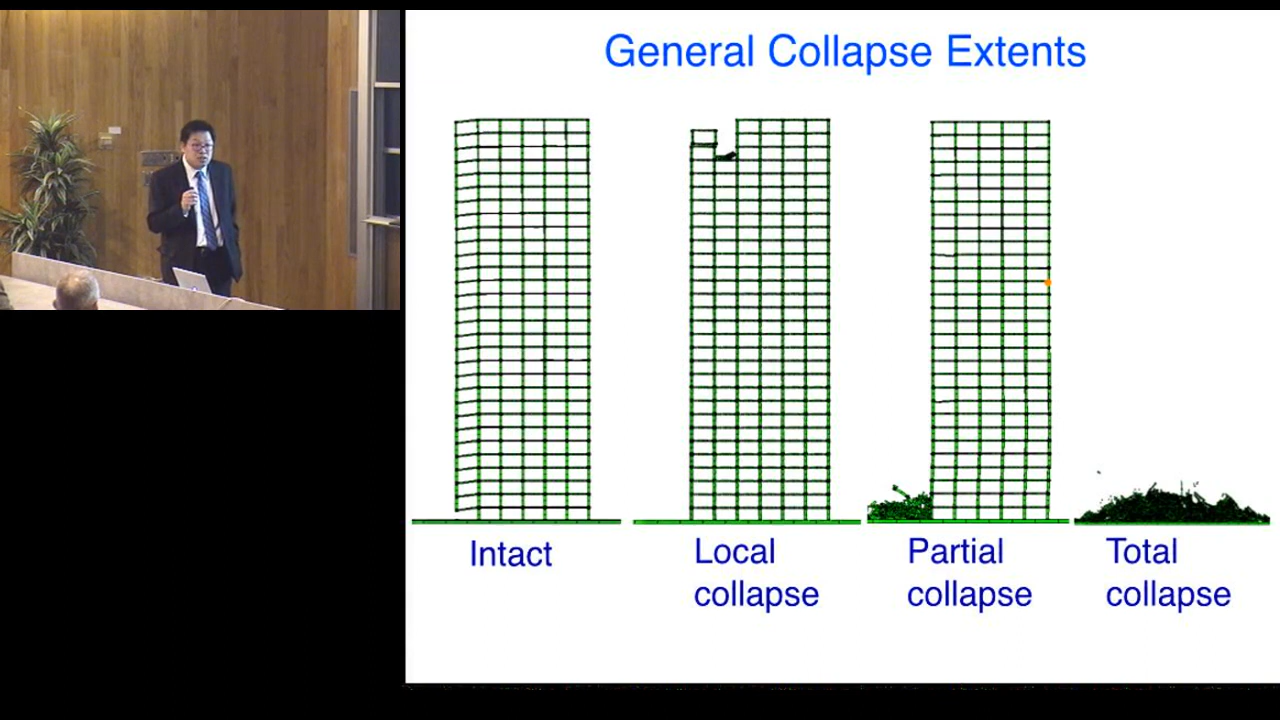 General Collapse Extents
Intact
Local
collapse
Partial
collapse
Total
collapse